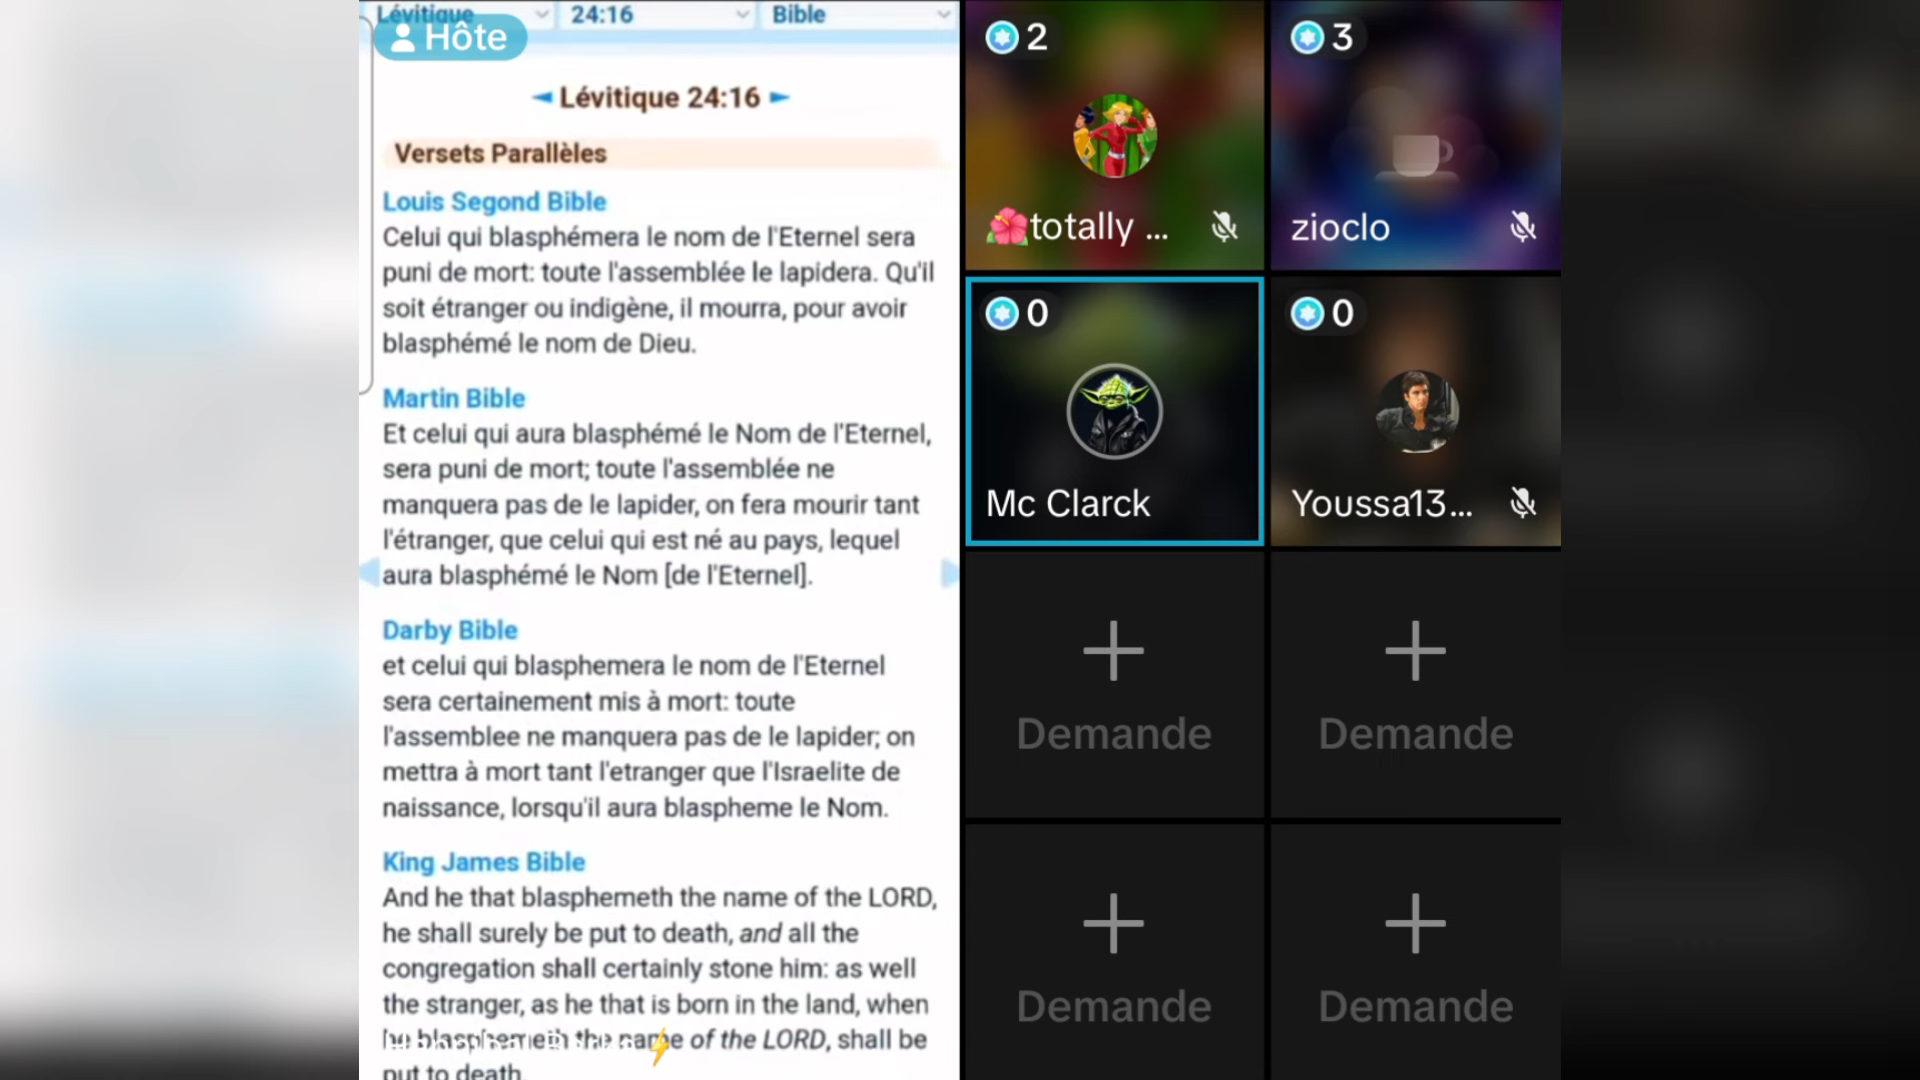 Lévitique
24:16
Bible
Hôte
Lévitique 24:16
Versets Parallèles
Louis Segond Bible
Celui qui blasphémera le nom de l'Eternel sera
puni de mort: toute l'assemblée le lapidera. Qu'il
soit étranger ou indigène, il mourra, pour avoir
blasphémé le nom de Dieu.
Martin Bible
Et celui qui aura blasphémé le Nom de l'Eternel,
sera puni de mort; toute l'assemblée ne
manquera pas de le lapider, on fera mourir tant
l'étranger, que celui qui est né au pays, lequel
aura blasphémé le Nom [de l'Eternel].
Darby Bible
et celui qui blasphemera le nom de l'Eternel
sera certainement mis à mort: toute
l'assemblee ne manquera pas de le lapider; on
mettra à mort tant l'etranger que l'Israelite de
naissance, lorsqu'il aura blaspheme le Nom.
King James Bible
And he that blasphemeth the name of the LORD,
he shall surely be put to death, and all the
congregation shall certainly stone him: as well
the stranger, as he that is born in the land, when
he blasphemeth the name of the LORD, shall be
put to death.
2
🌺totally ...
3
zioclo
0
Mc Clarck
0
Youssa13...
Demande
Demande
Demande
Demande